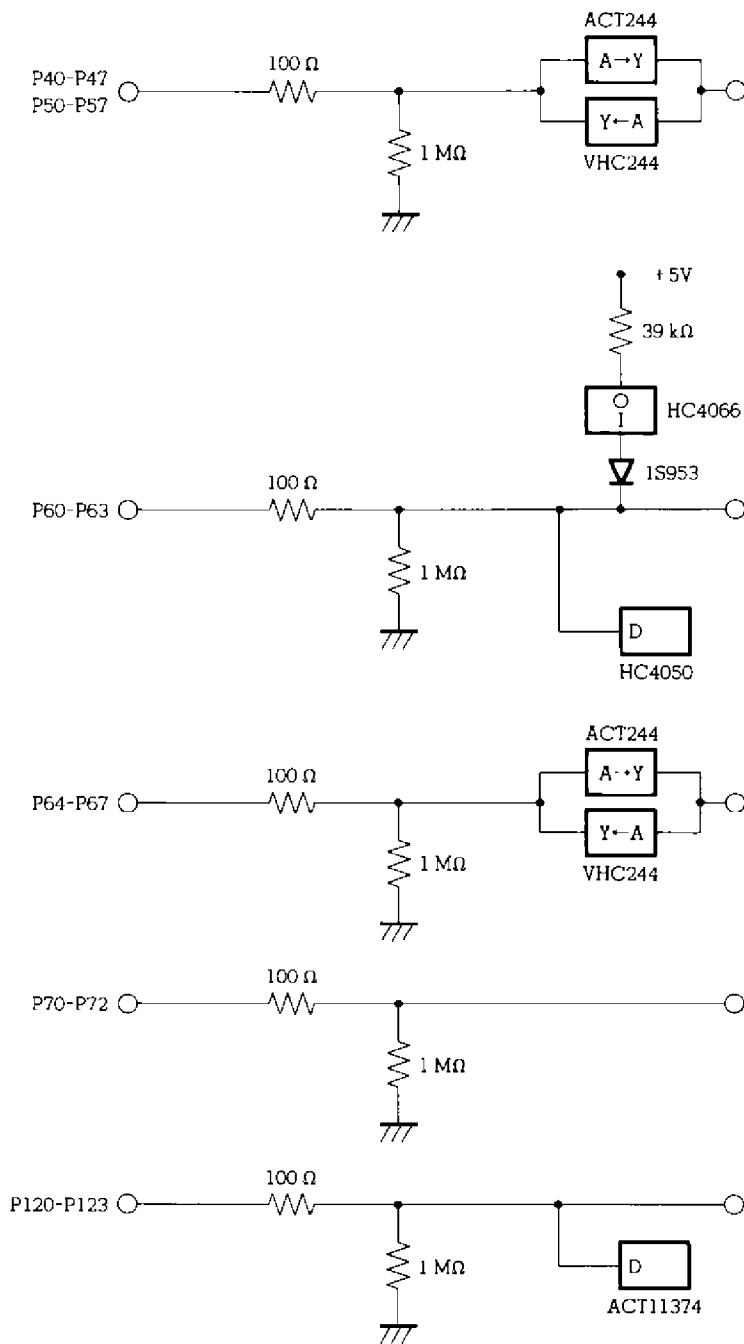 ACT244
100 Ω
A→Y
P40-P47
P50-P57
Y←A
1 MΩ
VHC244
+5V
39 kΩ
O
I
HC4066
1S953
100 Ω
P60-P63
1 MΩ
D
HC4050
ACT244
100 Ω
A→Y
P64-P67
Y←A
1 MΩ
VHC244
100 Ω
P70-P72
1 MΩ
100 Ω
P120-P123
1 MΩ
D
ACT11374